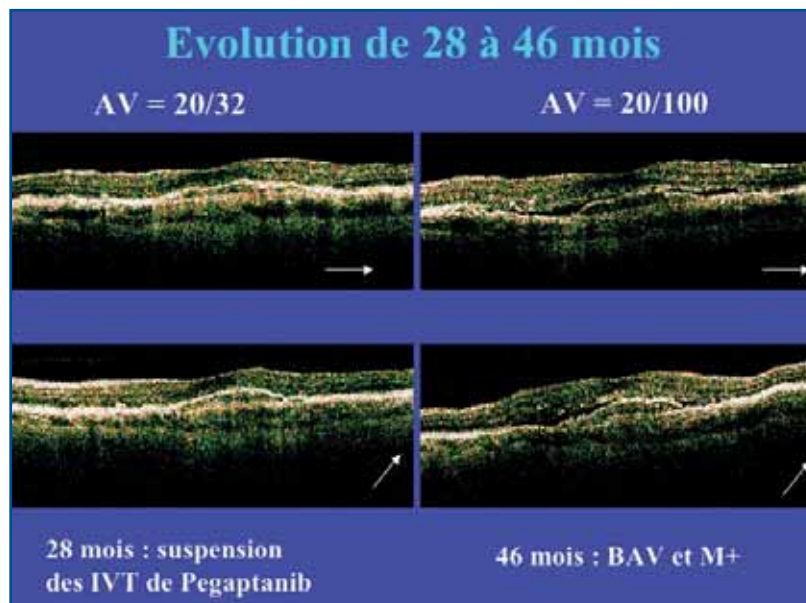 Evolution de 28 à 46 mois
AV = 20/32
AV = 20/100
28 mois : suspension
des IVT de Pegaptanib
46 mois : BAV et M+